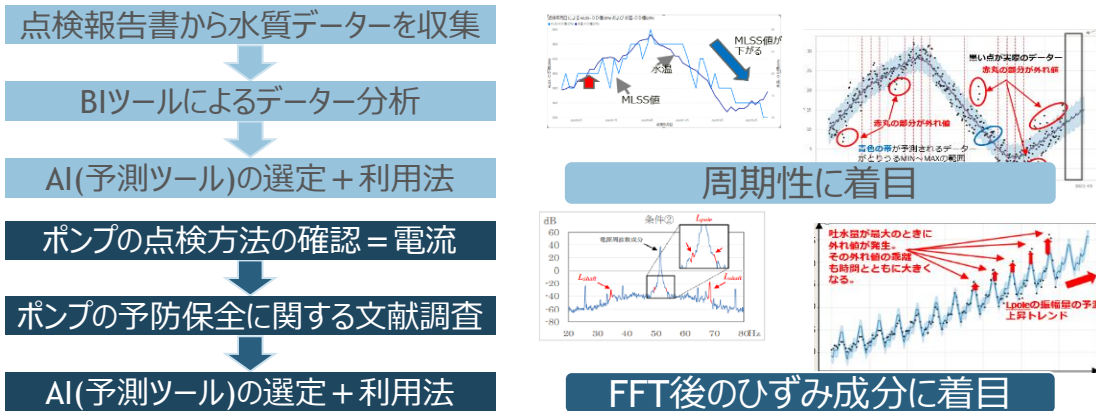 点検報告書から水質データーを収集
BIツールによるデーター分析
AI(予測ツール)の選定＋利用法
ポンプの点検方法の確認＝電流
ポンプの予防保全に関する文献調査
AI(予測ツール)の選定＋利用法
MLSS値が
下がる
水温
MLSS値
黒い点が実際のデーター
赤丸の部分が外れ値
赤丸の部分が外れ値
青色の帯が予測されるデーター
がとりうるMIN～MAXの範囲
周期性に着目
dB
条件②
60
40
20
0
-20
-40
-60
-80
電源周波数成分
Lpole
Lshaft
Lshaft
20
30
40
50
60
70
80Hz
吐水量が最大のときに
外れ値が発生。
その外れ値の乖離
も時間とともに大きく
なる。
Lpoleの振幅量の予測
上昇トレンド
FFT後のひずみ成分に着目